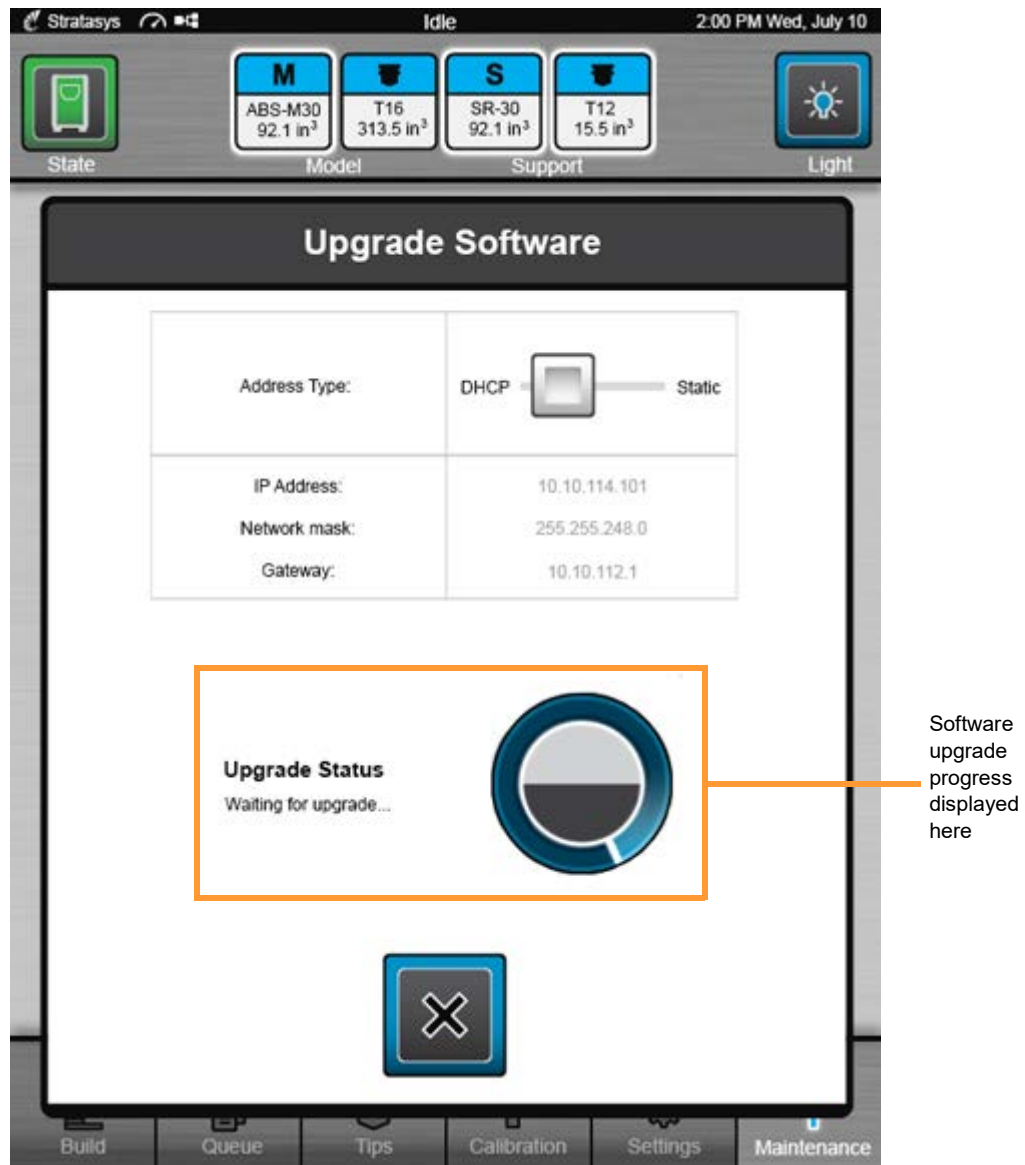 Stratasys Idle 2:00 PM Wed, July 10
M S
ABS-M30 T16 SR-30 T12
92.1 in³ 313.5 in³ 92.1 in³ 15.5 in³
State Model Support Light
Upgrade Software
Address Type: DHCP Static
IP Address: 10.10.114.101
Network mask: 255.255.248.0
Gateway: 10.10.112.1
Upgrade Status
Waiting for upgrade...
Software
upgrade
progress
displayed
here
Build Queue Tips Calibration Settings Maintenance